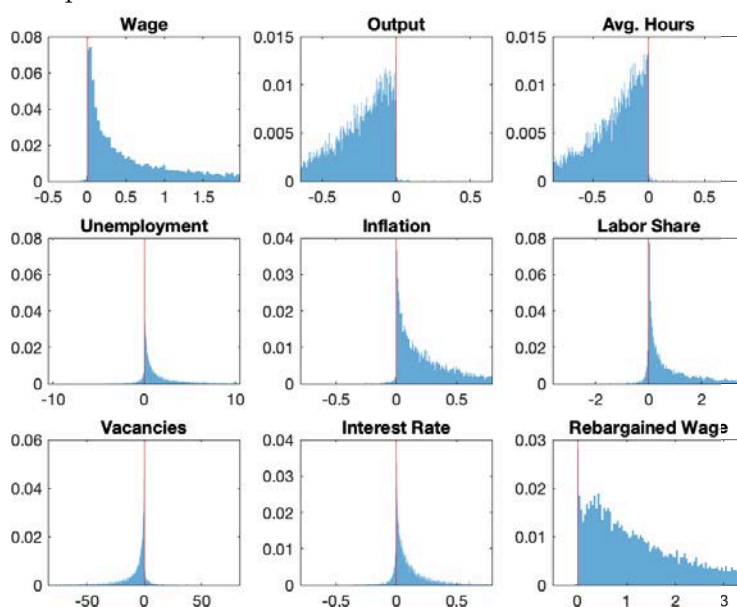 Wage
Output
Avg. Hours
0.08
0.06
0.04
0.02
0
-0.5 0 0.5 1 1.5
0.015
0.01
0.005
0
-0.5 0 0.5
0.015
0.01
0.005
0
-0.5 0 0.5
Unemployment
Inflation
Labor Share
0.08
0.06
0.04
0.02
0
-10 0 10
0.04
0.03
0.02
0.01
0
-0.5 0 0.5
0.08
0.06
0.04
0.02
0
-2 0 2
Vacancies
Interest Rate
Rebargained Wage
0.06
0.04
0.02
0
-50 0 50
0.04
0.03
0.02
0.01
0
-0.5 0 0.5
0.03
0.02
0.01
0
0 1 2 3